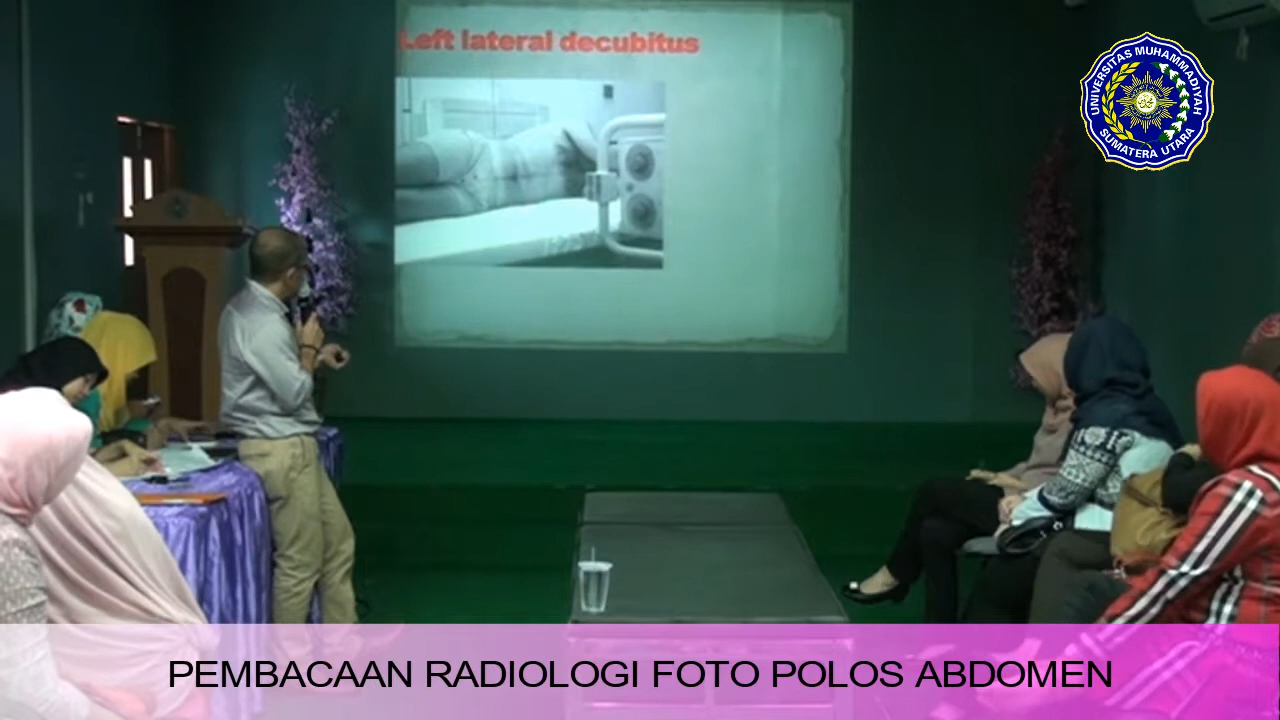 Left lateral decubitus
UNIVERSITAS MUHAMMADIYAH
SUMATERA UTARA
PEMBACAAN RADIOLOGI FOTO POLOS ABDOMEN